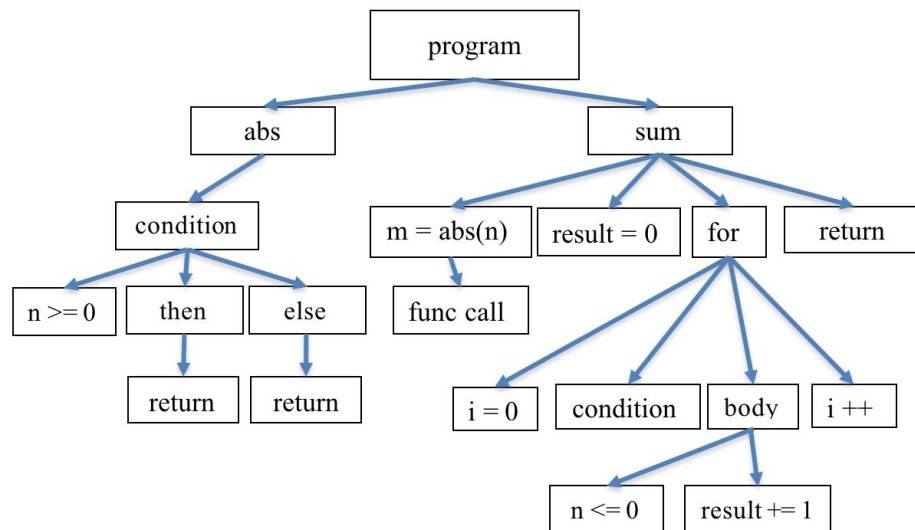 program
abs
sum
condition
m = abs(n)
result = 0
for
return
n >= 0
then
else
func call
return
return
i = 0
condition
body
i ++
n <= 0
result += 1